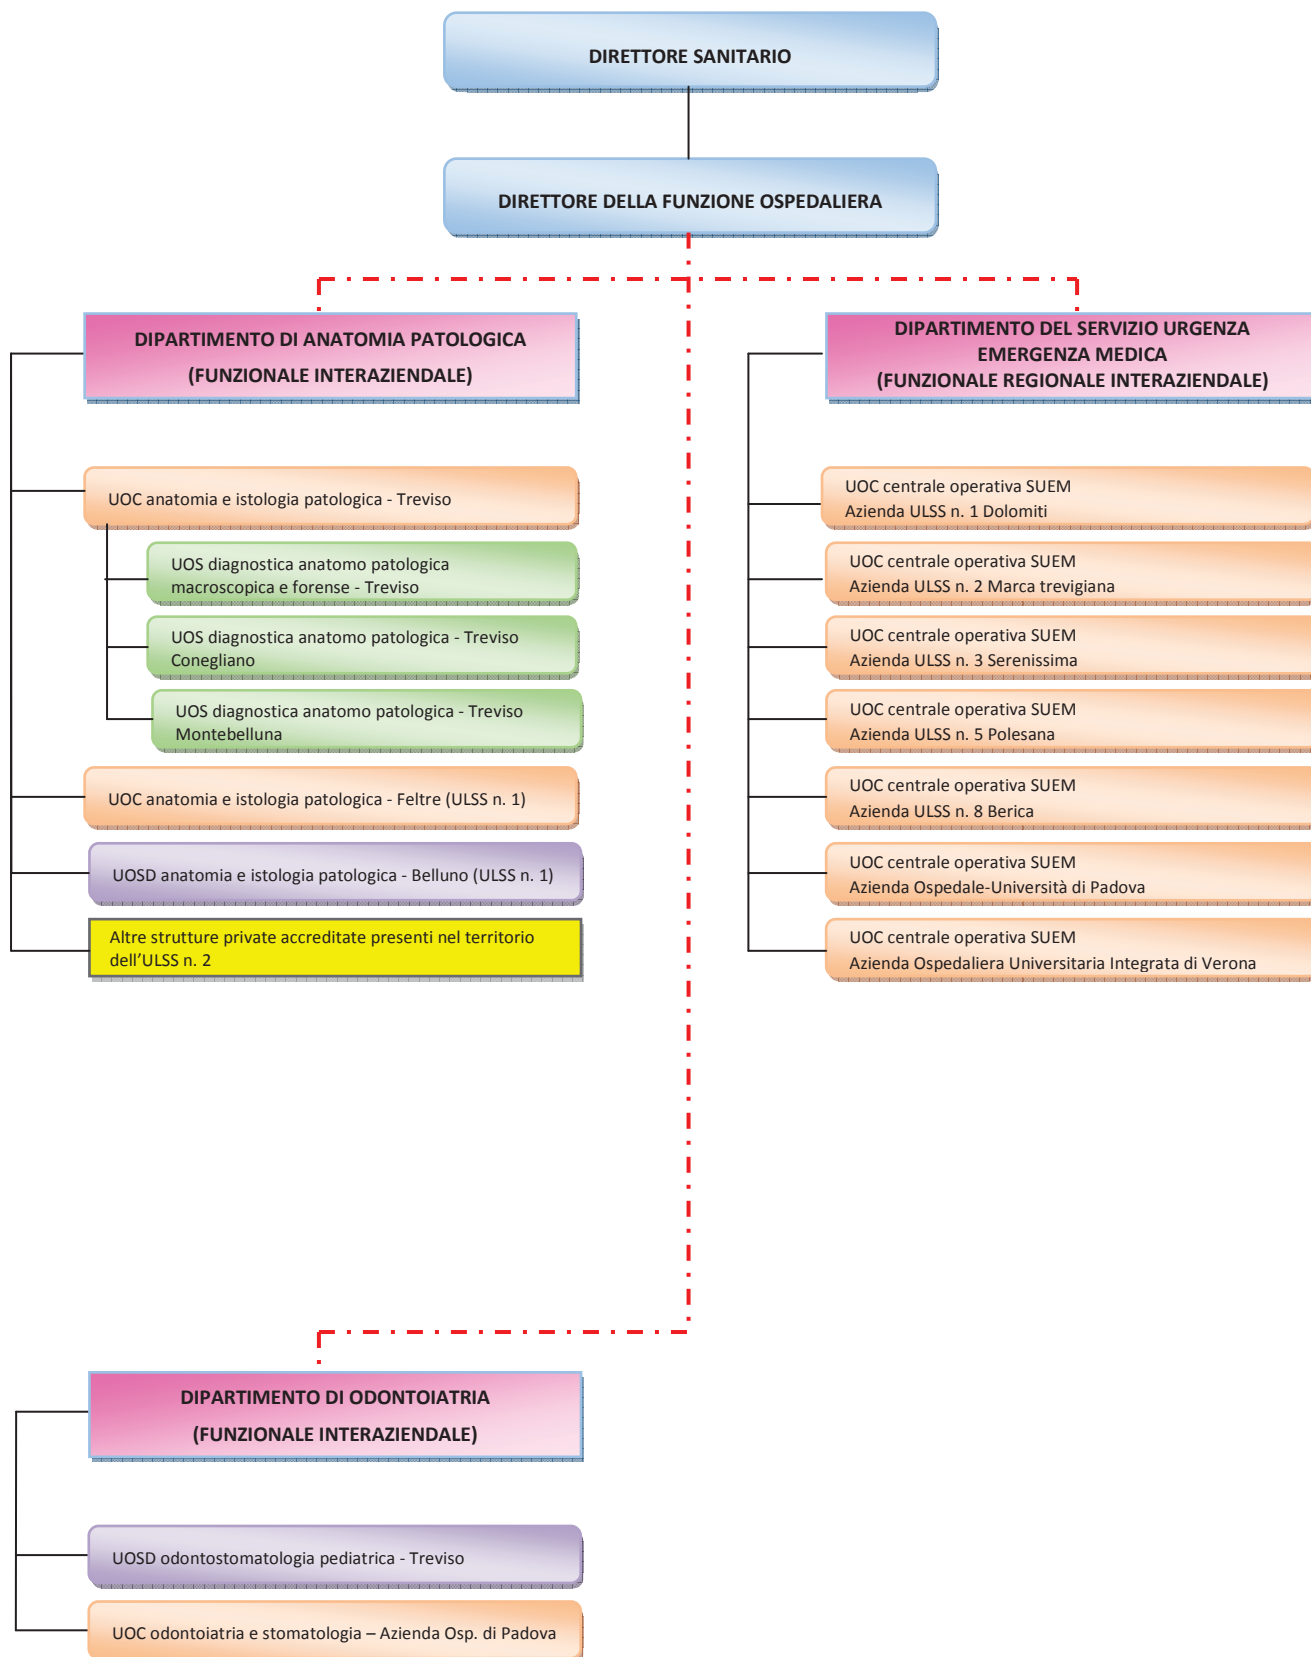 DIRETTORE SANITARIO
DIRETTORE DELLA FUNZIONE OSPEDALIERA
DIPARTIMENTO DI ANATOMIA PATOLOGICA
(FUNZIONALE INTERAZIENDALE)
UOC anatomia e istologia patologica - Treviso
UOS diagnostica anatomo patologica
macroscopica e forense - Treviso
UOS diagnostica anatomo patologica - Treviso
Conegliano
UOS diagnostica anatomo patologica - Treviso
Montebelluna
UOC anatomia e istologia patologica - Feltre (ULSS n. 1)
UOSD anatomia e istologia patologica - Belluno (ULSS n. 1)
Altre strutture private accreditate presenti nel territorio
dell’ULSS n. 2
DIPARTIMENTO DEL SERVIZIO URGENZA
EMERGENZA MEDICA
(FUNZIONALE REGIONALE INTERAZIENDALE)
UOC centrale operativa SUEM
Azienda ULSS n. 1 Dolomiti
UOC centrale operativa SUEM
Azienda ULSS n. 2 Marca trevigiana
UOC centrale operativa SUEM
Azienda ULSS n. 3 Serenissima
UOC centrale operativa SUEM
Azienda ULSS n. 5 Polesana
UOC centrale operativa SUEM
Azienda ULSS n. 8 Berica
UOC centrale operativa SUEM
Azienda Ospedale-Università di Padova
UOC centrale operativa SUEM
Azienda Ospedaliera Universitaria Integrata di Verona
DIPARTIMENTO DI ODONTOIATRIA
(FUNZIONALE INTERAZIENDALE)
UOSD odontostomatologia pediatrica - Treviso
UOC odontoiatria e stomatologia – Azienda Osp. di Padova